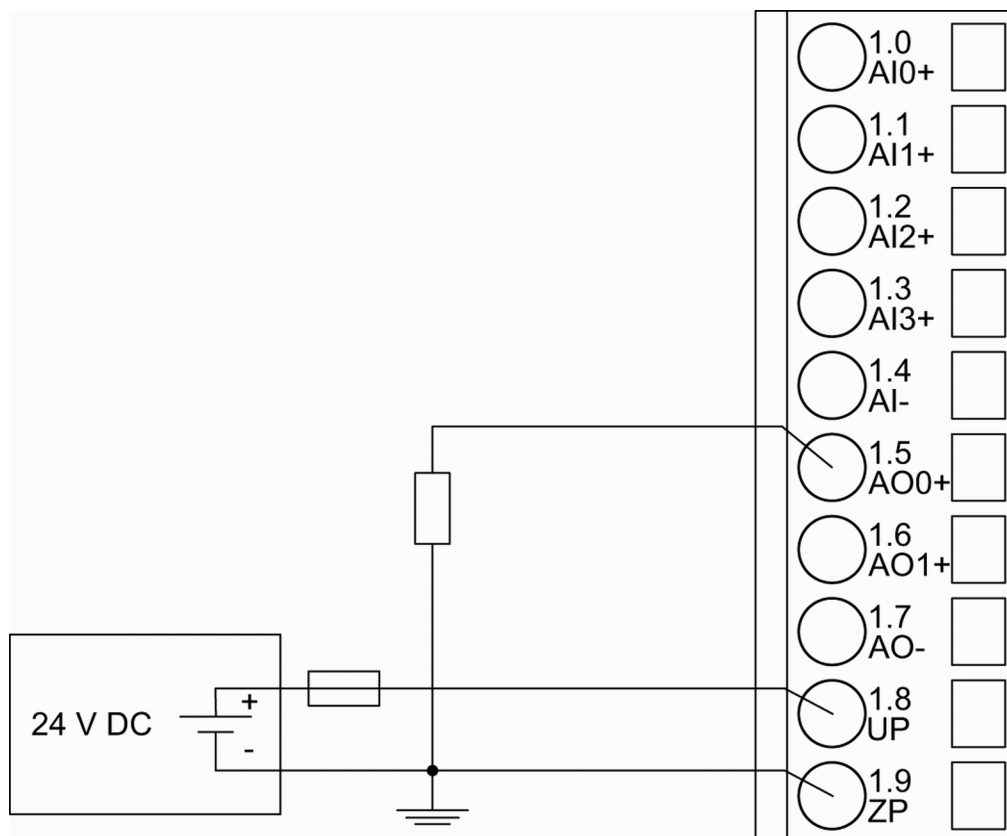 1.0
AI0+
1.1
AI1+
1.2
AI2+
1.3
AI3+
1.4
AI-
1.5
AO0+
1.6
AO1+
1.7
AO-
24 V DC
+
-
1.8
UP
1.9
ZP